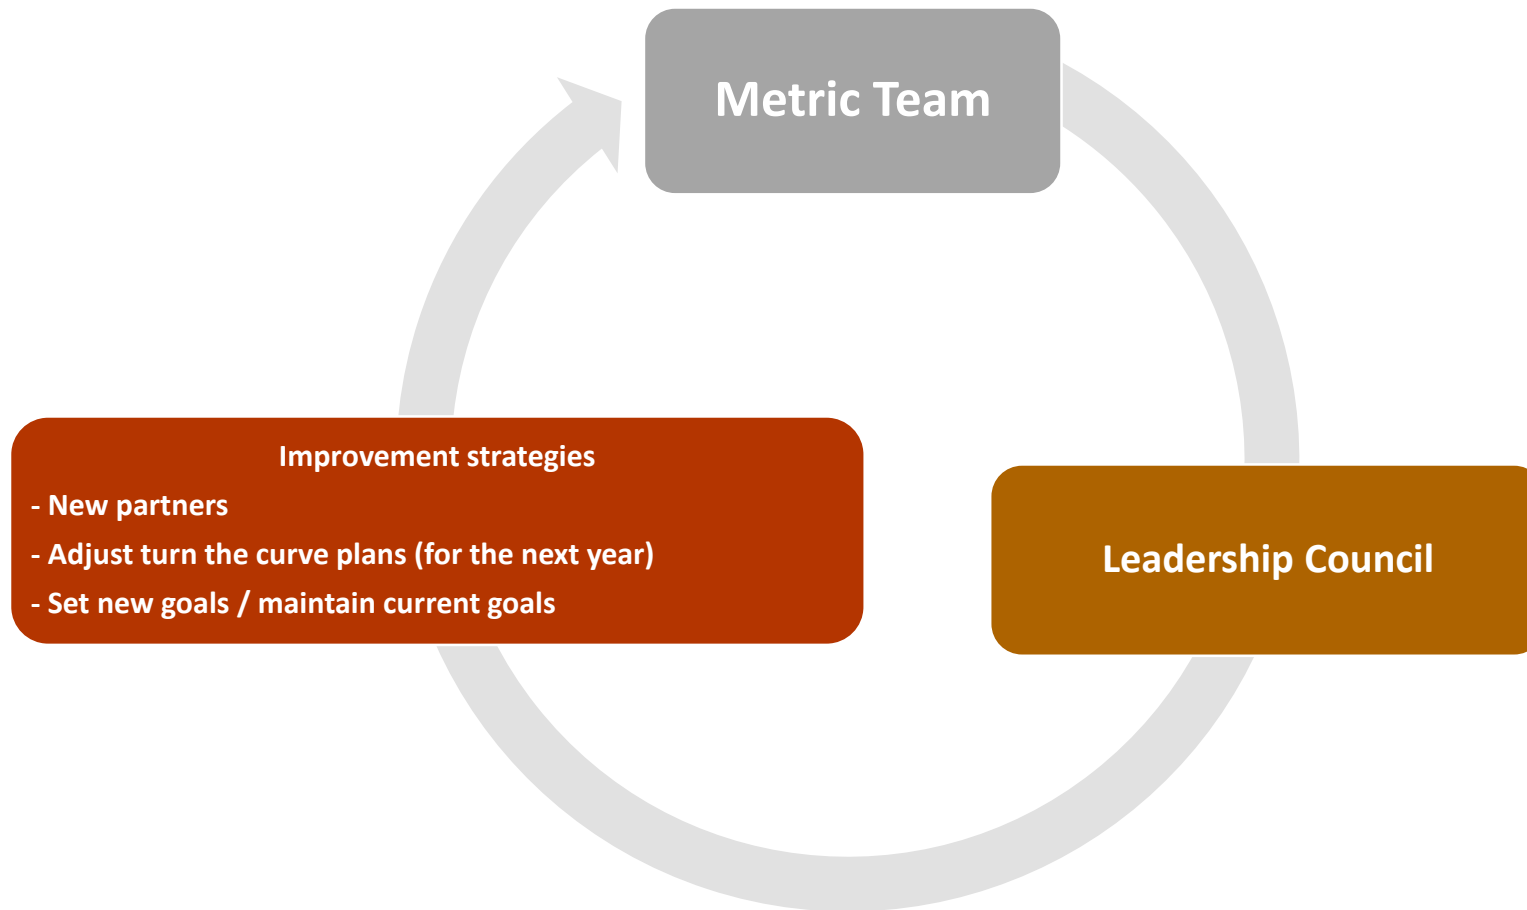 Metric Team
Improvement strategies
- New partners
- Adjust turn the curve plans (for the next year)
- Set new goals / maintain current goals
Leadership Council